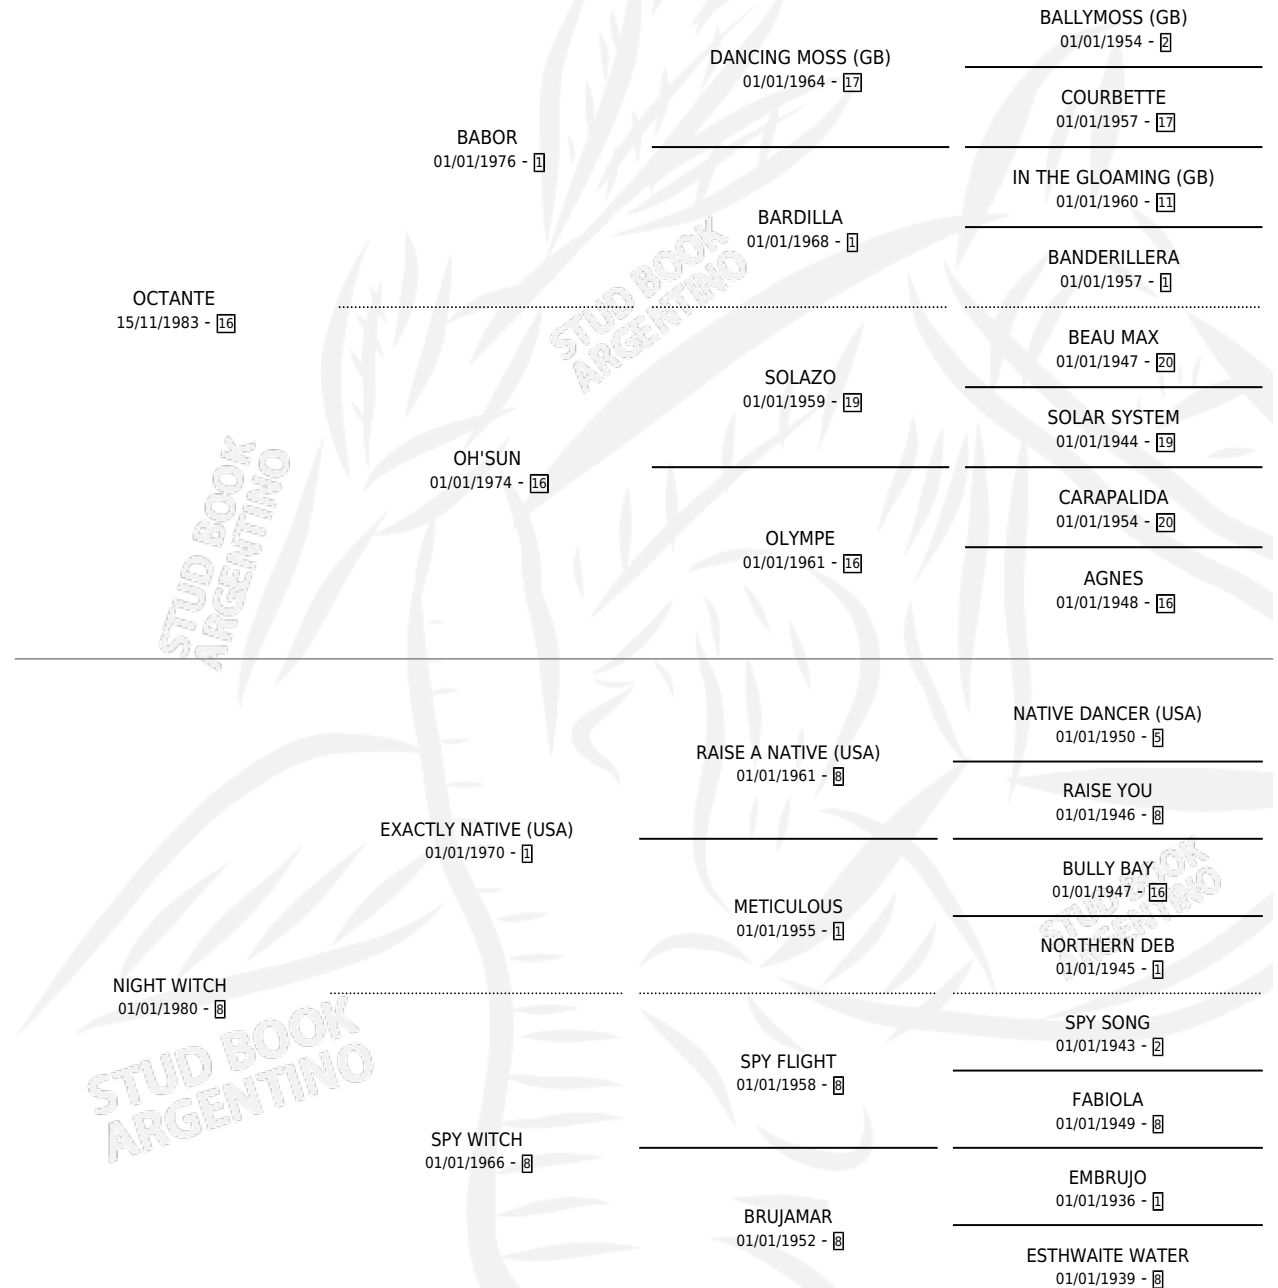 BALLYMOSS (GB)
01/01/1954 - 2
DANCING MOSS (GB)
01/01/1964 - 17
COURBETTE
01/01/1957 - 17
BABOR
01/01/1976 - 1
IN THE GLOAMING (GB)
01/01/1960 - 11
BARDILLA
01/01/1968 - 1
BANDERILLERA
01/01/1957 - 1
OCTANTE
15/11/1983 - 16
BEAU MAX
01/01/1947 - 20
SOLAZO
01/01/1959 - 19
SOLAR SYSTEM
01/01/1944 - 19
OH'SUN
01/01/1974 - 16
CARAPALIDA
01/01/1954 - 20
OLYMPE
01/01/1961 - 16
AGNES
01/01/1948 - 16
NATIVE DANCER (USA)
01/01/1950 - 5
RAISE A NATIVE (USA)
01/01/1961 - 8
RAISE YOU
01/01/1946 - 8
EXACTLY NATIVE (USA)
01/01/1970 - 1
BULLY BAY
01/01/1947 - 16
METICULOUS
01/01/1955 - 1
NORTHERN DEB
01/01/1945 - 1
NIGHT WITCH
01/01/1980 - 8
SPY SONG
01/01/1943 - 2
SPY FLIGHT
01/01/1958 - 8
FABIOLA
01/01/1949 - 8
SPY WITCH
01/01/1966 - 8
EMBRUJO
01/01/1936 - 1
BRUJAMAR
01/01/1952 - 8
ESTHWAITE WATER
01/01/1939 - 8
STUD BOOK
ARGENTINO
STUD BOOK
ARGENTINO
STUD BOOK
ARGENTINO
STUD BOOK
ARGENTINO